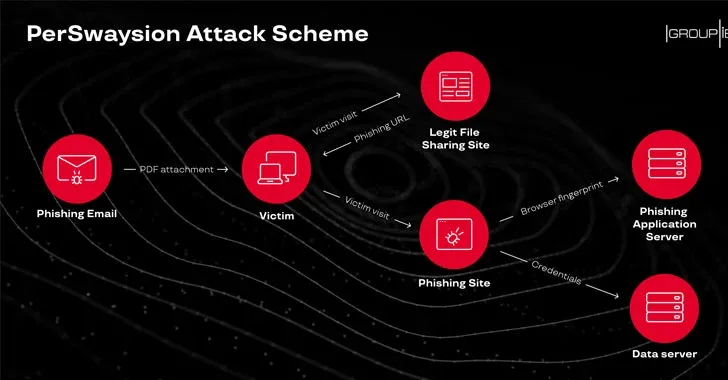 PerSwaysion Attack Scheme
GROUP
Victim visit
Phishing URL
Legit File
Sharing Site
PDF attachment
Phishing Email
Victim
Victim visit
Browser fingerprint
Phishing
Application
Server
Phishing Site
Credentials
Data server